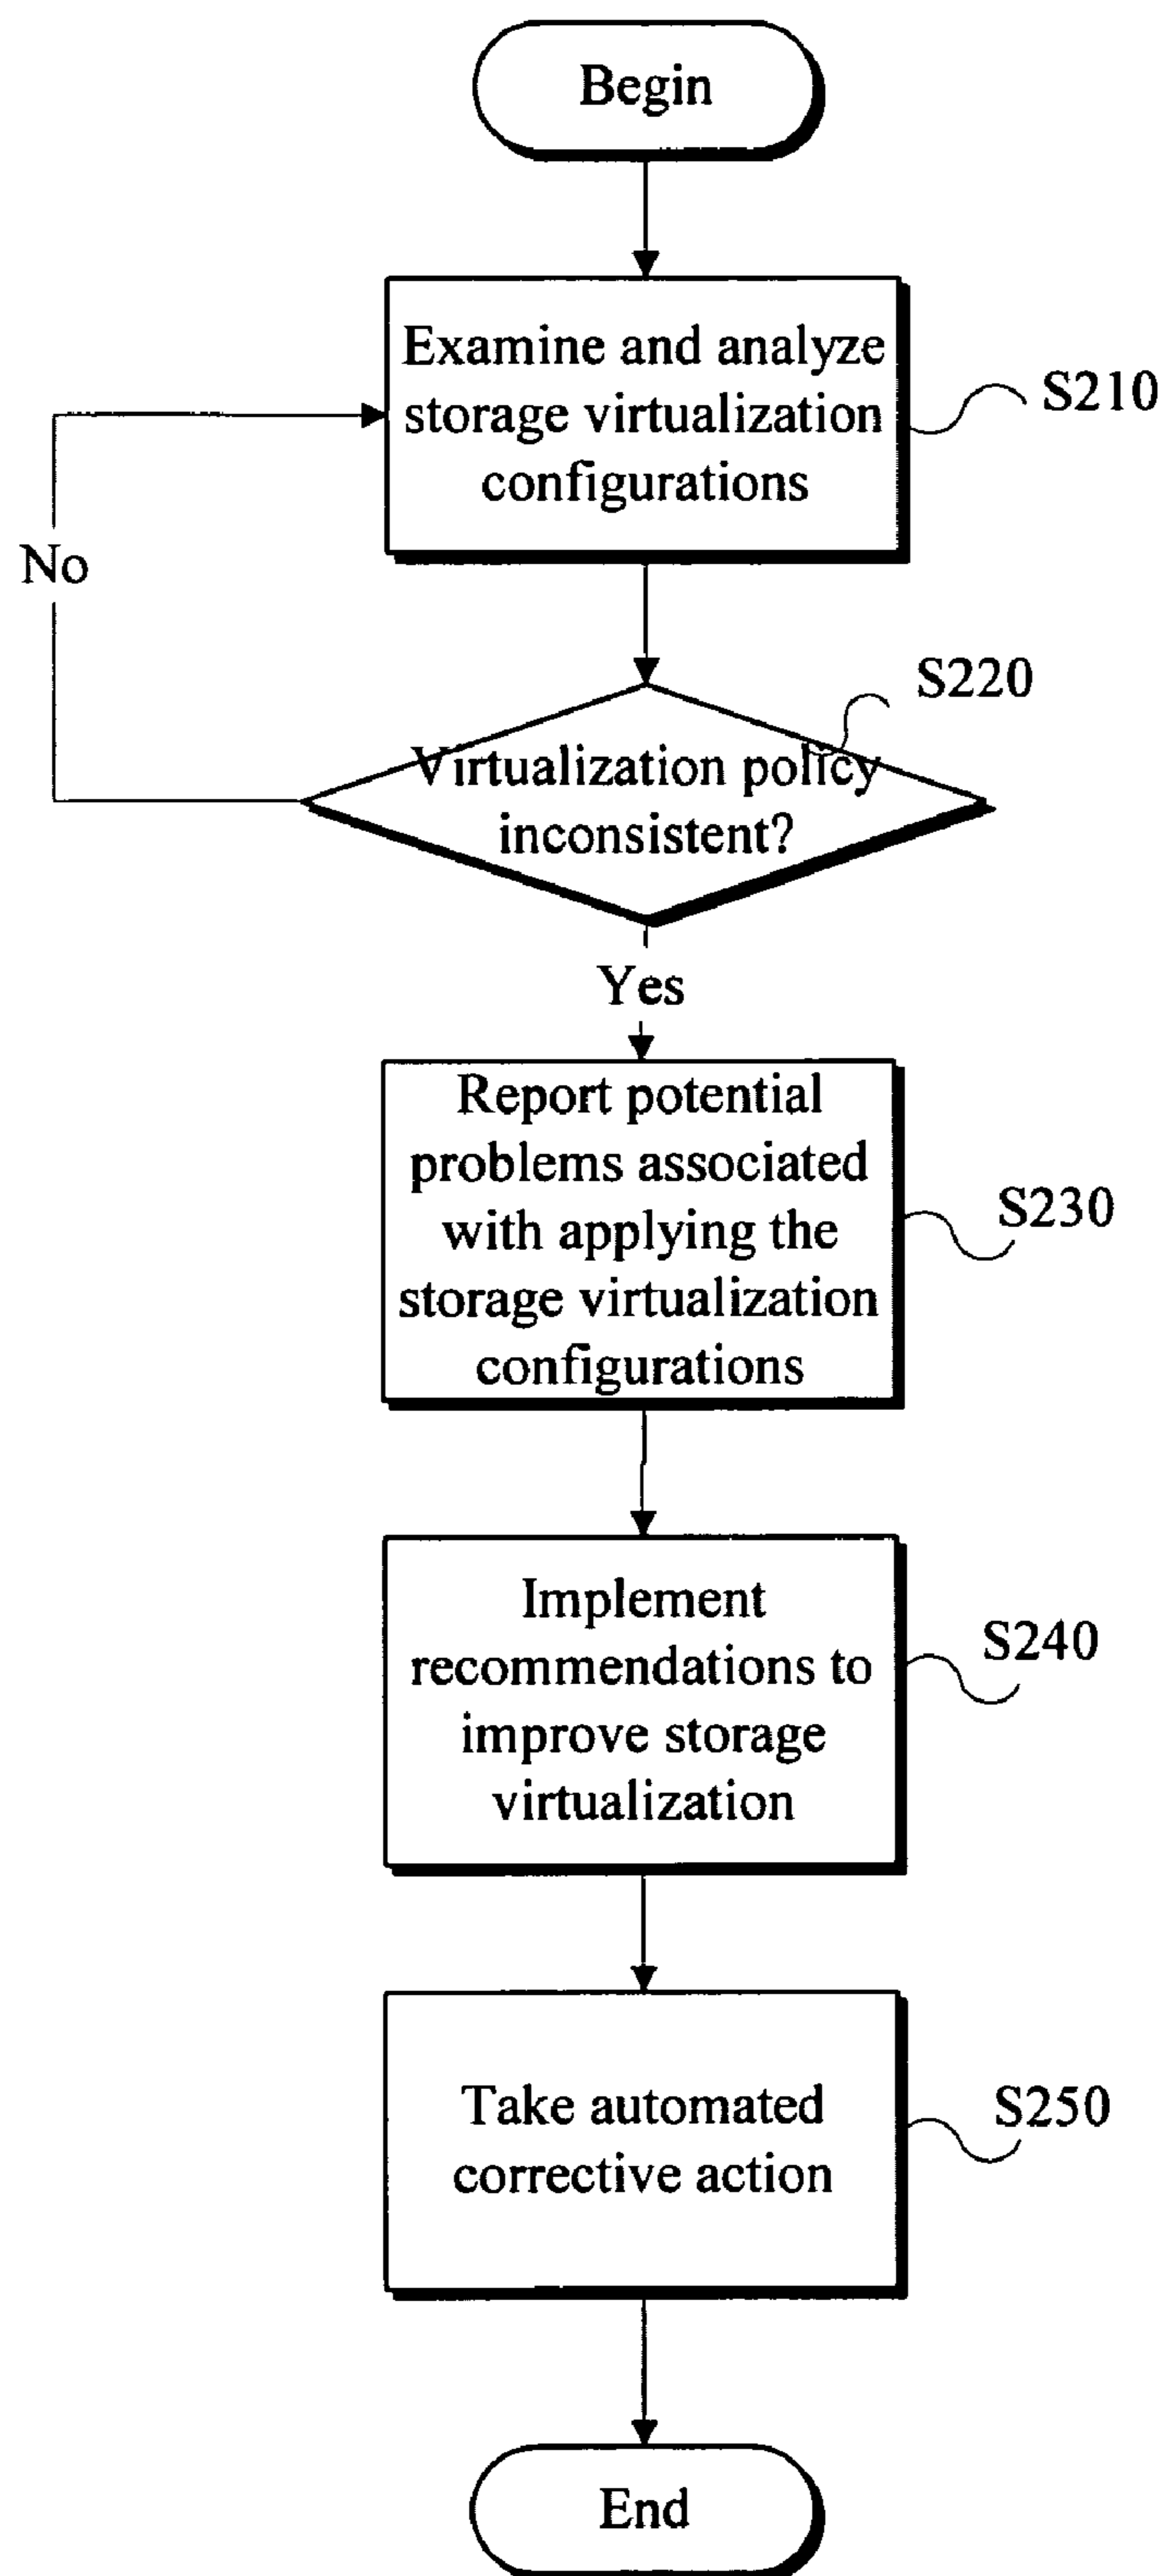 Begin
Examine and analyze
storage virtualization
configurations
S210
No
S220
Virtualization policy
inconsistent?
Yes
Report potential
problems associated
with applying the
storage virtualization
configurations
S230
Implement
recommendations to
improve storage
virtualization
S240
Take automated
corrective action
S250
End